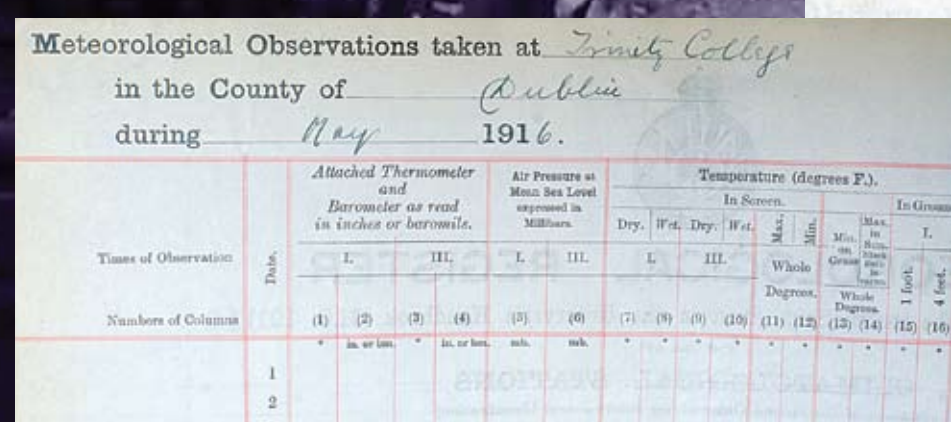 Meteorological Observations taken at Trinity College
in the County of Dublin
during May 1916.
Attached Thermometer and Barometer as read in inches or baromils.
Air Pressure at Mean Sea Level expressed in Millibars.
Temperature (degrees F.).
In Screen.
In Ground
Dry. Wet. Dry. Wet. Max. Min. Min. on Grass Max. in Sun. I.
Times of Observation Date. I. III. I. III. I. III. Whole Degrees. Whole Degrees. 1 foot. 4 feet.
Numbers of Columns (1) (2) (3) (4) (5) (6) (7) (8) (9) (10) (11) (12) (13) (14) (15) (16)
° in. or bm. ° in. or bm. mb. mb. ° ° ° ° ° ° ° ° ° °
1
2